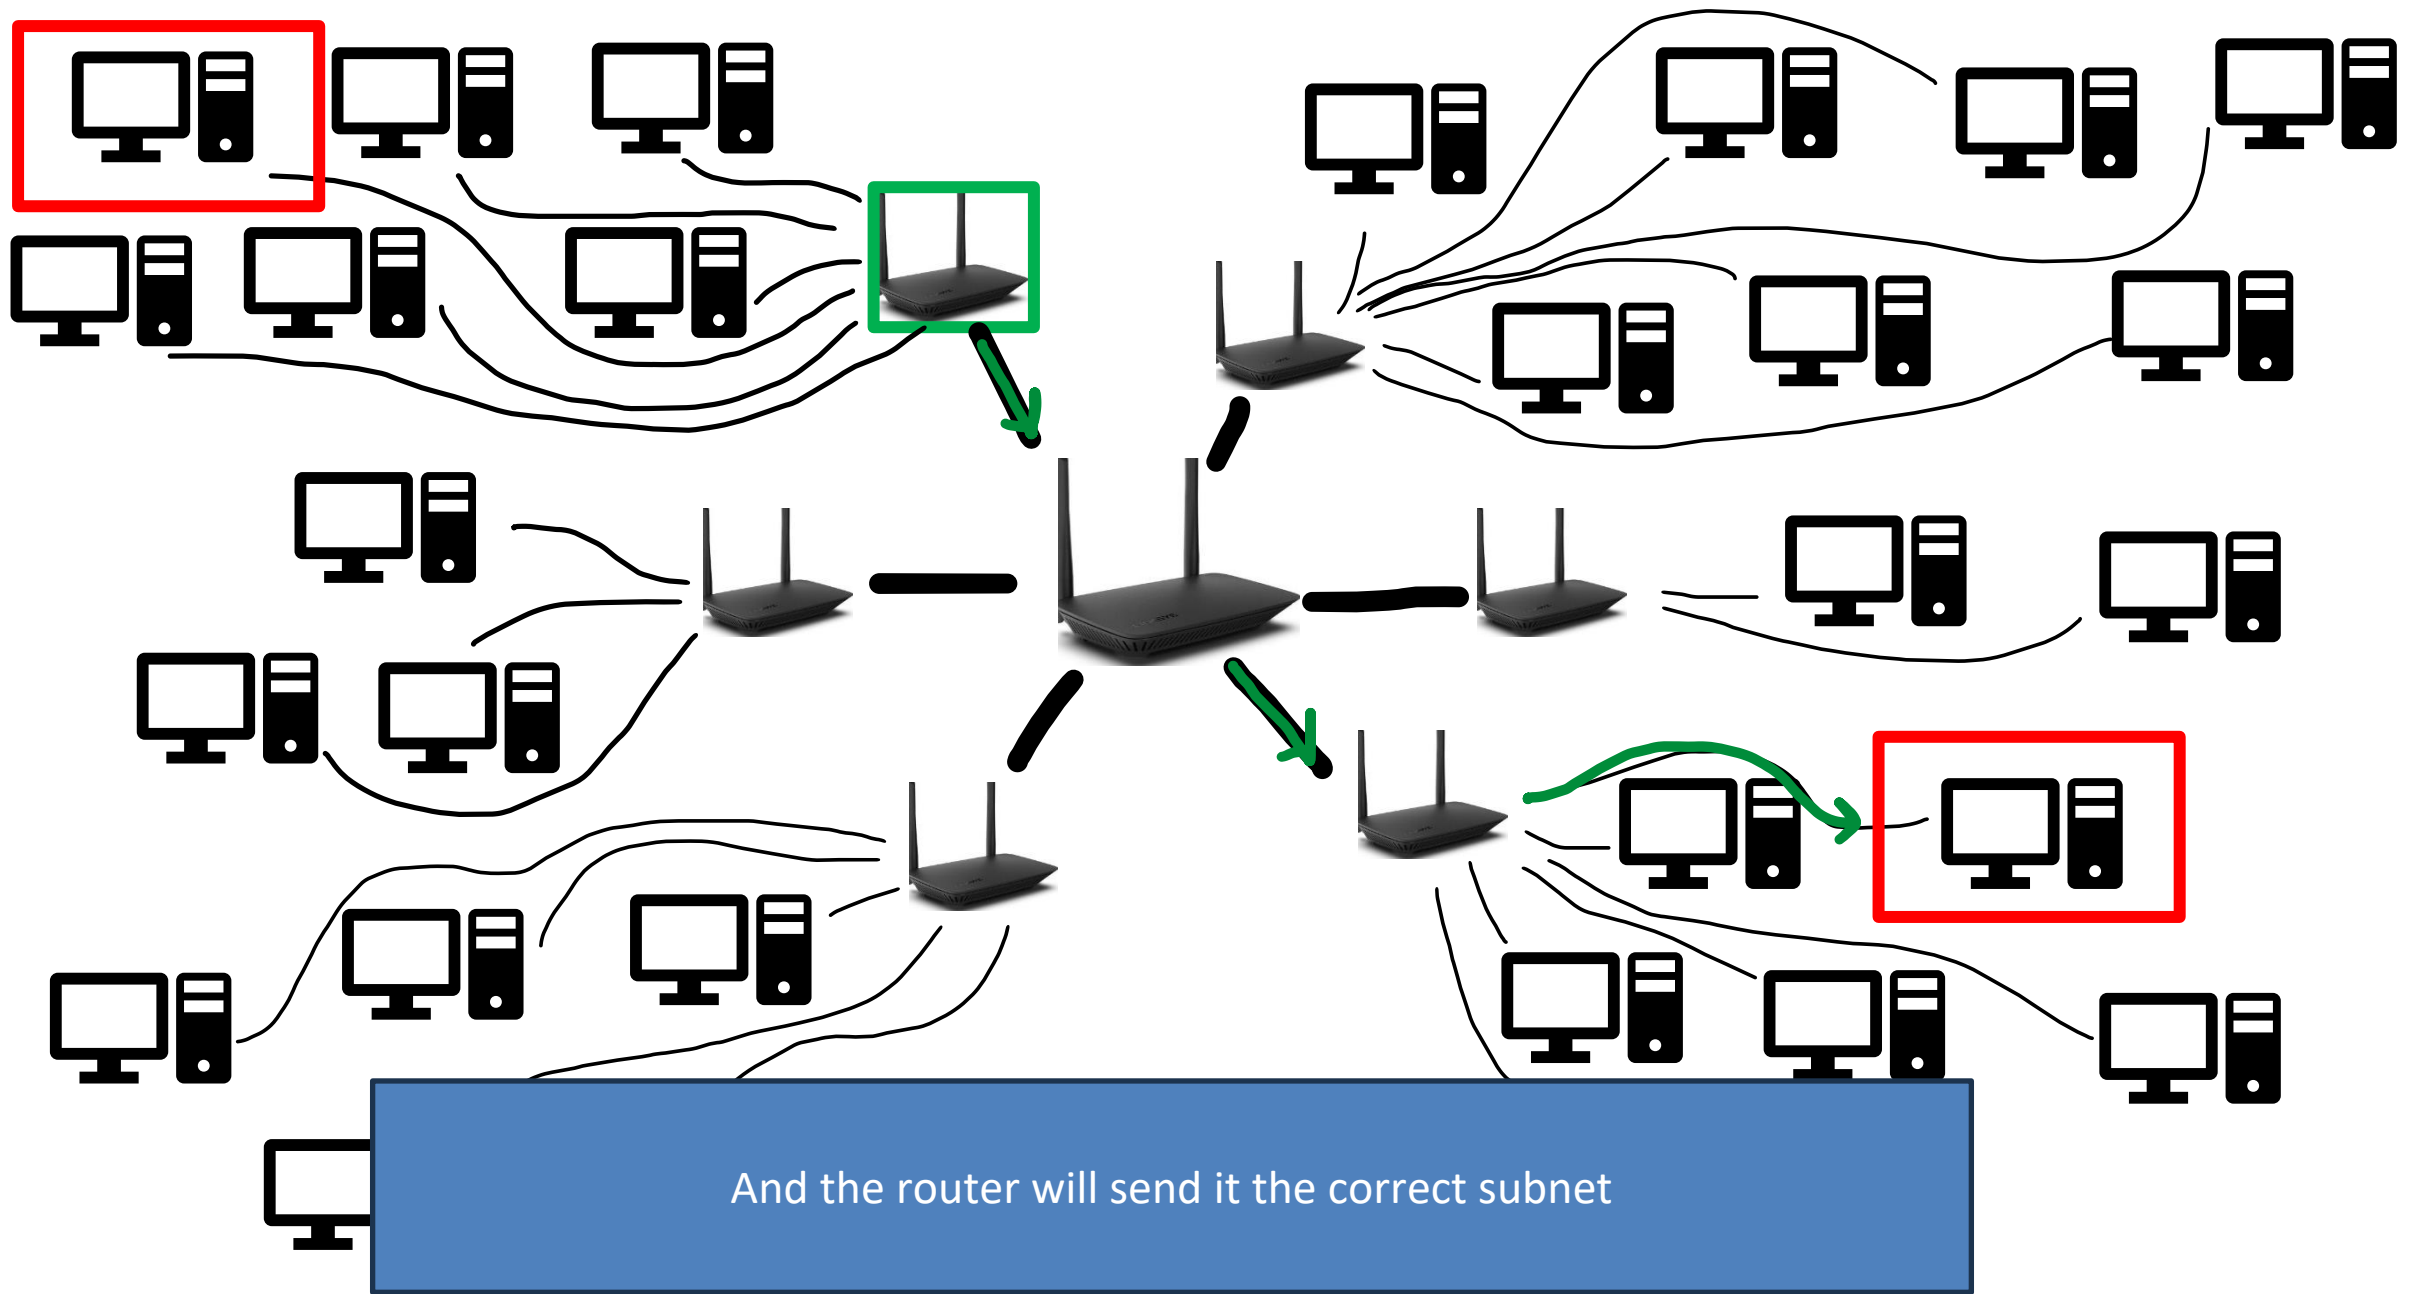 And the router will send it the correct subnet